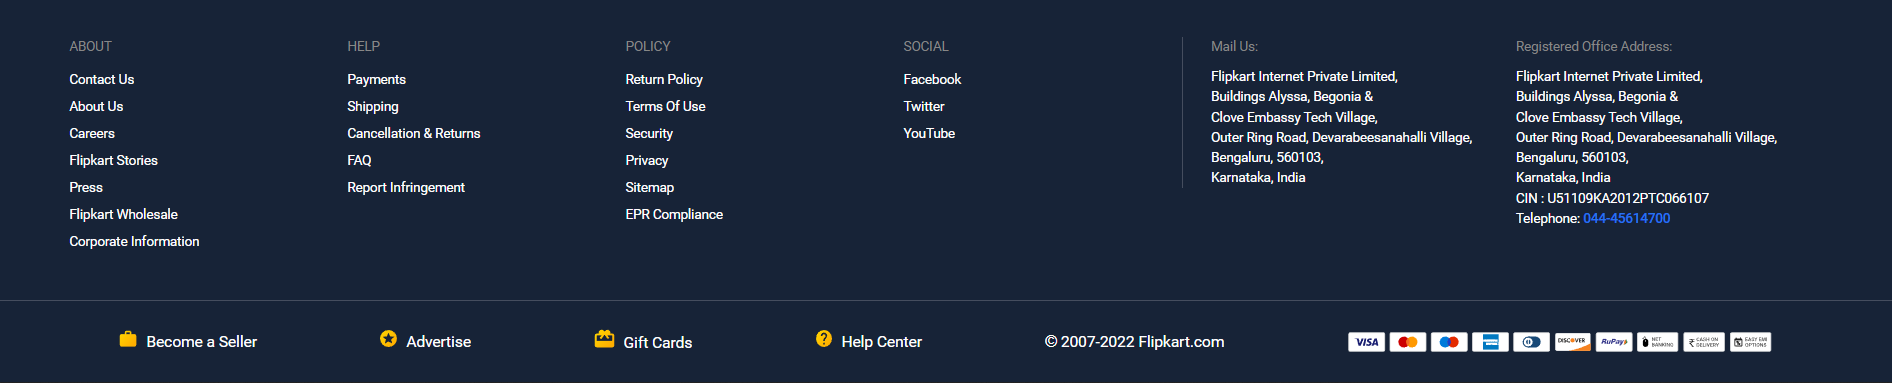 ABOUT
Contact Us
About Us
Careers
Flipkart Stories
Press
Flipkart Wholesale
Corporate Information
HELP
Payments
Shipping
Cancellation & Returns
FAQ
Report Infringement
POLICY
Return Policy
Terms Of Use
Security
Privacy
Sitemap
EPR Compliance
SOCIAL
Facebook
Twitter
YouTube
Mail Us:
Flipkart Internet Private Limited,
Buildings Alyssa, Begonia &
Clove Embassy Tech Village,
Outer Ring Road, Devarabeesanahalli Village,
Bengaluru, 560103,
Karnataka, India
Registered Office Address:
Flipkart Internet Private Limited,
Buildings Alyssa, Begonia &
Clove Embassy Tech Village,
Outer Ring Road, Devarabeesanahalli Village,
Bengaluru, 560103,
Karnataka, India
CIN : U51109KA2012PTC066107
Telephone: 044-45614700
Become a Seller
Advertise
Gift Cards
Help Center
© 2007-2022 Flipkart.com
VISA
DISCOVER
RuPay
NET
BANKING
CASH ON
DELIVERY
EASY EMI
OPTIONS